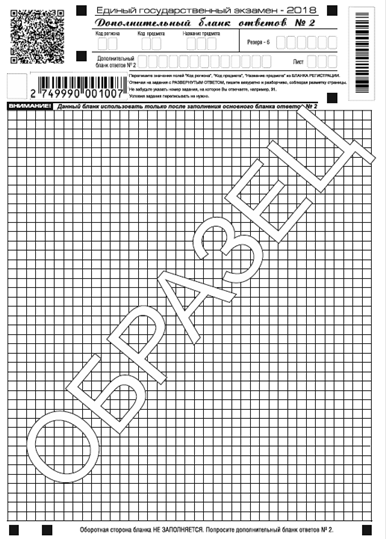 Единый государственный экзамен - 2018
Дополнительный бланк ответов № 2
Код региона Код предмета Название предмета
Резерв - 6
Дополнительный бланк ответов № 2
Лист
2 749990 001007
Перепишите значения полей "Код региона", "Код предмета", "Название предмета" из БЛАНКА РЕГИСТРАЦИИ.
Отвечая на задания с РАЗВЕРНУТЫМ ОТВЕТОМ, пишите аккуратно и разборчиво, соблюдая разметку страницы.
Не забудьте указать номер задания, на которое Вы отвечаете, например, 31.
Условия задания переписывать не нужно.
ВНИМАНИЕ! Данный бланк использовать только после заполнения основного бланка ответов № 2
ОБРАЗЕЦ
Оборотная сторона бланка НЕ ЗАПОЛНЯЕТСЯ. Попросите дополнительный бланк ответов № 2.